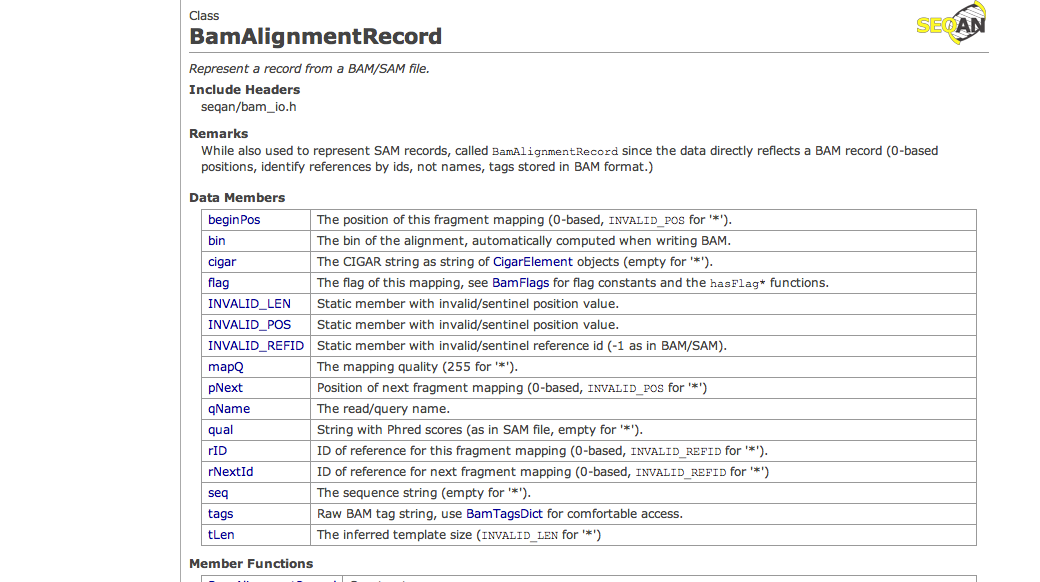 Class
SEQAN
BamAlignmentRecord
Represent a record from a BAM/SAM file.
Include Headers
seqan/bam_io.h
Remarks
While also used to represent SAM records, called BamAlignmentRecord since the data directly reflects a BAM record (0-based
positions, identify references by ids, not names, tags stored in BAM format.)
Data Members
beginPos The position of this fragment mapping (0-based, INVALID_POS for '*').
bin The bin of the alignment, automatically computed when writing BAM.
cigar The CIGAR string as string of CigarElement objects (empty for '*').
flag The flag of this mapping, see BamFlags for flag constants and the hasFlag* functions.
INVALID_LEN Static member with invalid/sentinel position value.
INVALID_POS Static member with invalid/sentinel position value.
INVALID_REFID Static member with invalid/sentinel reference id (-1 as in BAM/SAM).
mapQ The mapping quality (255 for '*').
pNext Position of next fragment mapping (0-based, INVALID_POS for '*')
qName The read/query name.
qual String with Phred scores (as in SAM file, empty for '*').
rID ID of reference for this fragment mapping (0-based, INVALID_REFID for '*').
rNextId ID of reference for next fragment mapping (0-based, INVALID_REFID for '*')
seq The sequence string (empty for '*').
tags Raw BAM tag string, use BamTagsDict for comfortable access.
tLen The inferred template size (INVALID_LEN for '*')
Member Functions